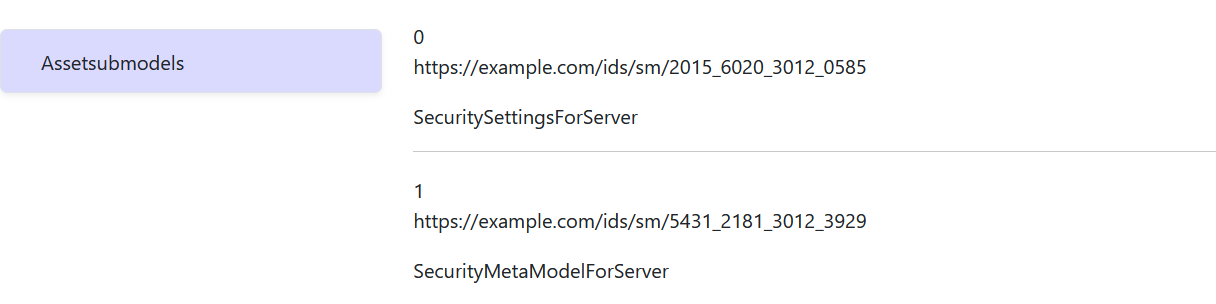 Assetsubmodels
0
https://example.com/ids/sm/2015_6020_3012_0585
SecuritySettingsForServer
1
https://example.com/ids/sm/5431_2181_3012_3929
SecurityMetaModelForServer